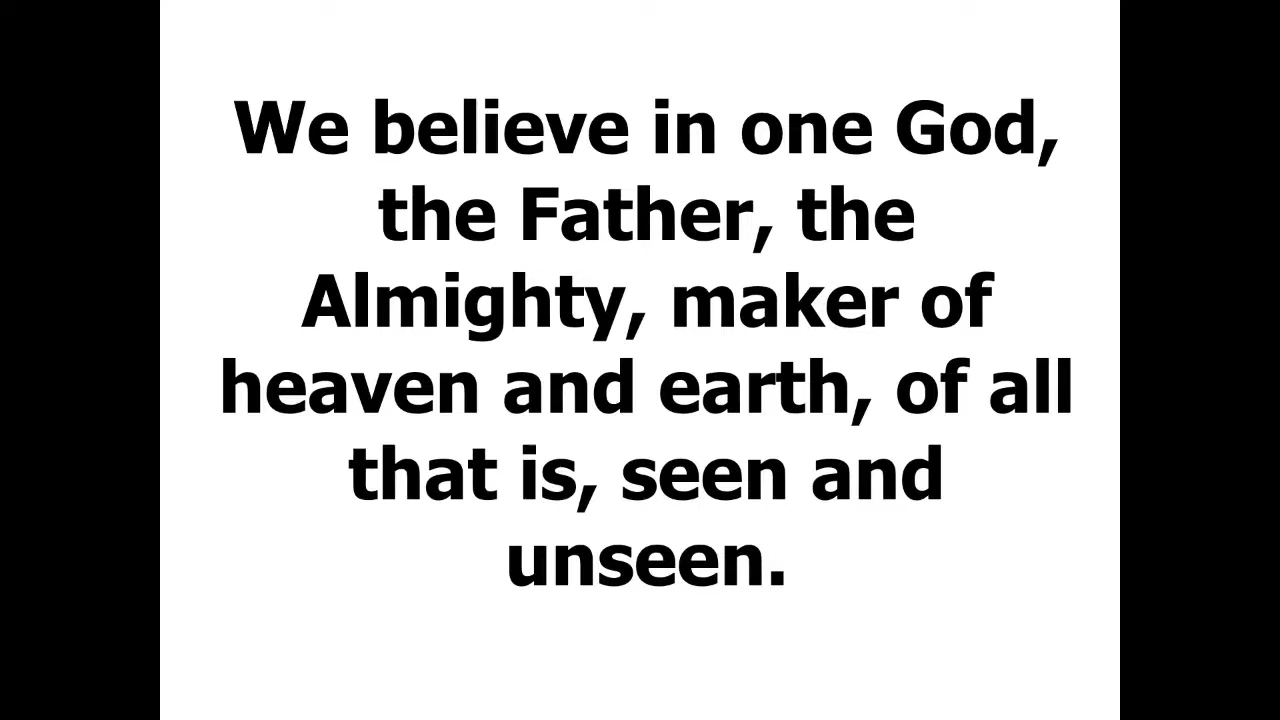 We believe in one God,
the Father, the
Almighty, maker of
heaven and earth, of all
that is, seen and
unseen.